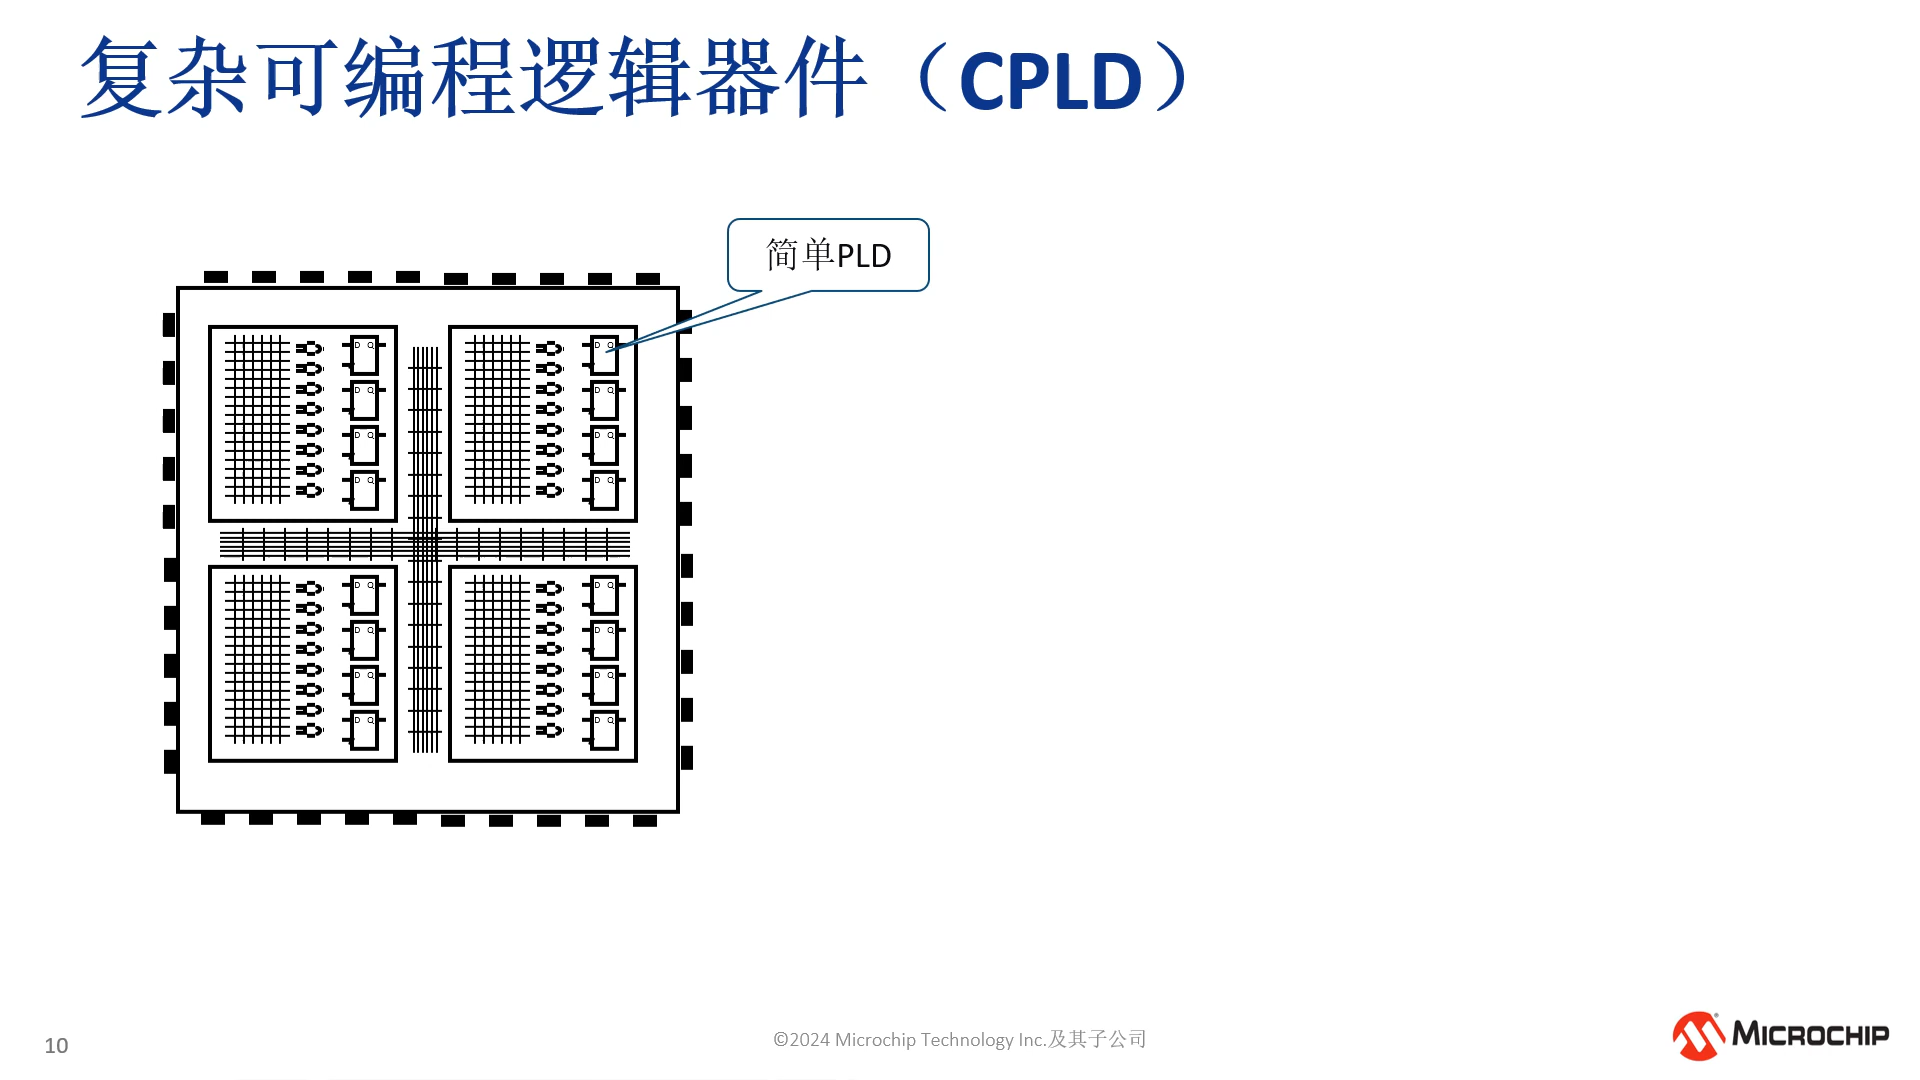 复杂可编程逻辑器件（CPLD）
简单PLD
D Q D Q
D Q D Q
D Q D Q
D Q D Q
D Q D Q
D Q D Q
D Q D Q
D Q D Q
10
©2024 Microchip Technology Inc.及其子公司
MICROCHIP